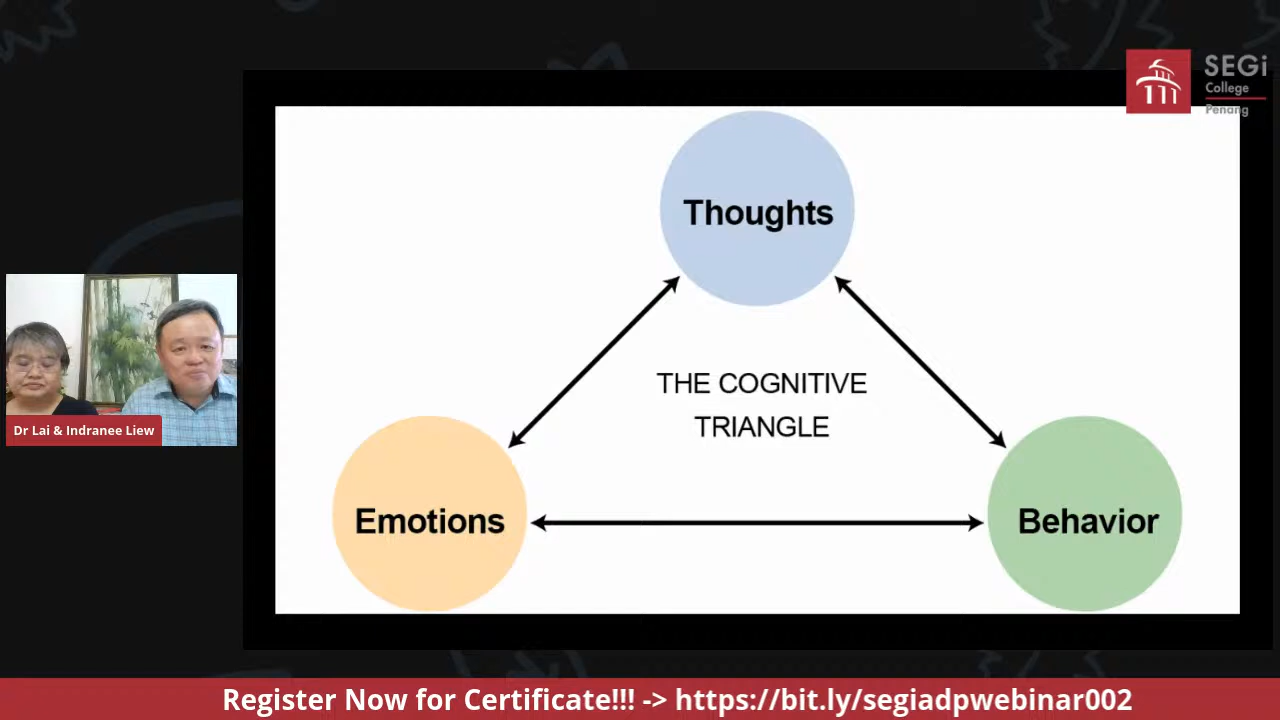 SEGi
College
Penang
Thoughts
THE COGNITIVE
TRIANGLE
Emotions
Behavior
Dr Lai & Indranee Liew
Register Now for Certificate!!! -> https://bit.ly/segiadpwebinar002